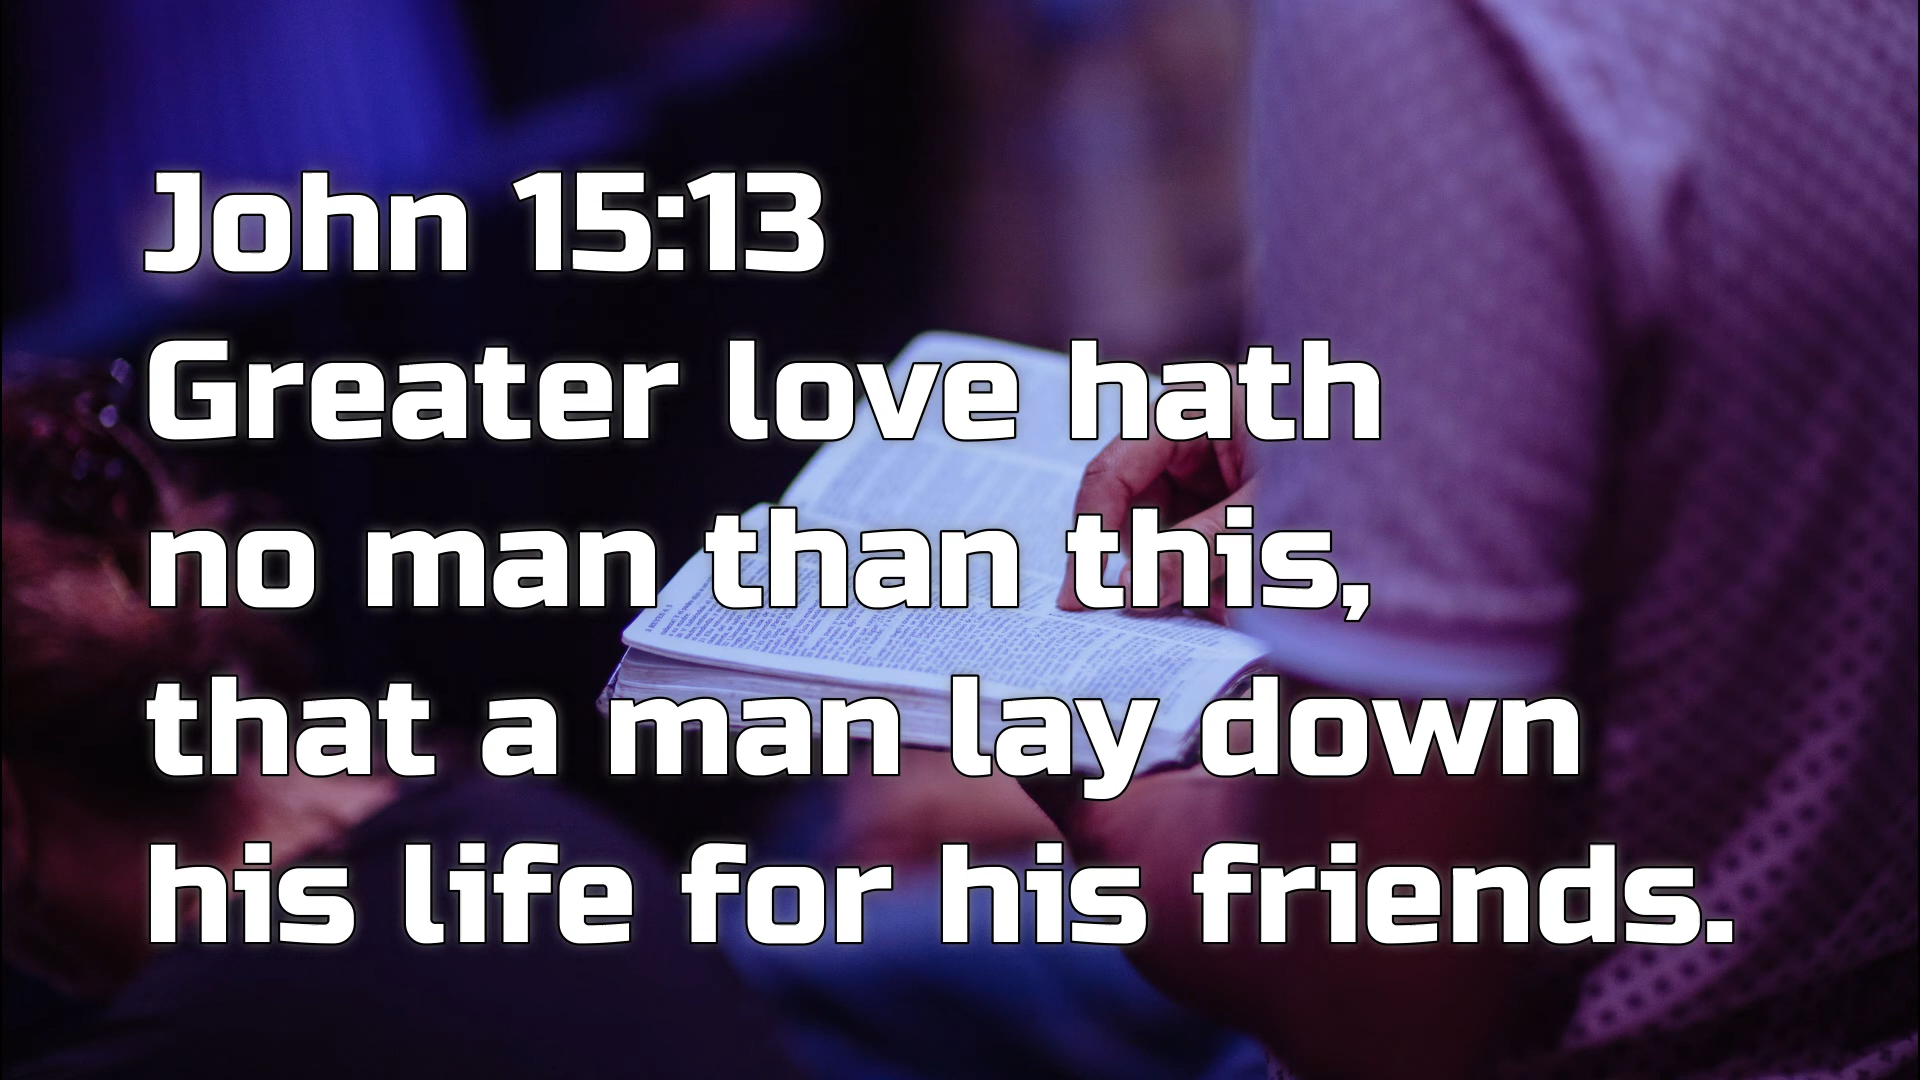 John 15:13
Greater love hath
no man than this,
that a man lay down
his life for his friends.